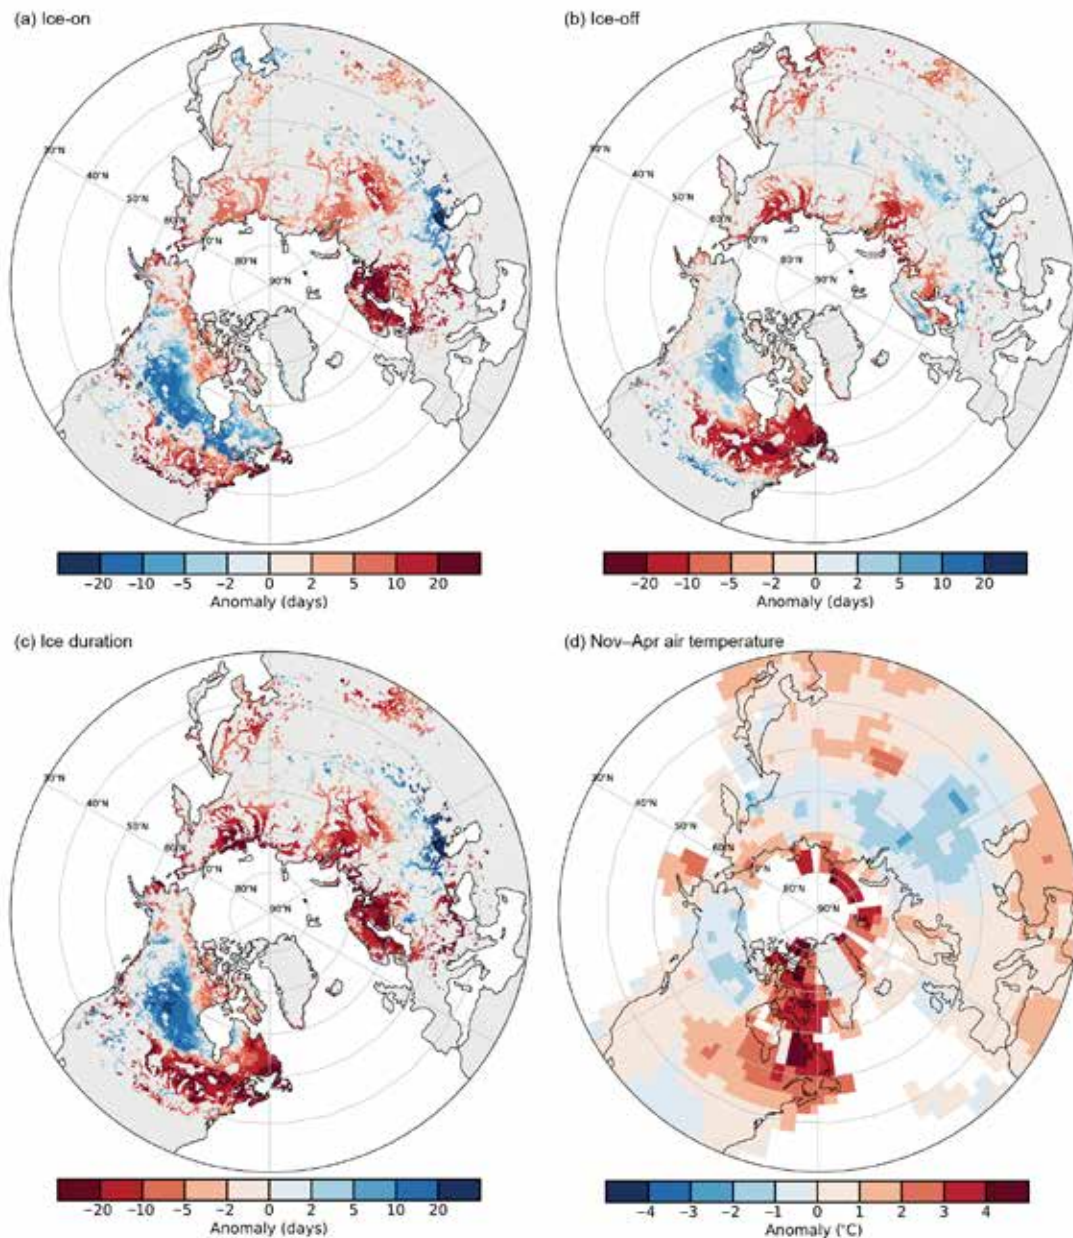 (a) Ice-on
30°N
40°N
50°N
60°N
70°N
80°N
90°N
−20 −10 −5 −2 0 2 5 10 20
Anomaly (days)
(b) Ice-off
30°N
40°N
50°N
60°N
70°N
80°N
90°N
−20 −10 −5 −2 0 2 5 10 20
Anomaly (days)
(c) Ice duration
30°N
40°N
50°N
60°N
70°N
80°N
90°N
−20 −10 −5 −2 0 2 5 10 20
Anomaly (days)
(d) Nov–Apr air temperature
30°N
40°N
50°N
60°N
70°N
80°N
90°N
−4 −3 −2 −1 0 1 2 3 4
Anomaly (°C)